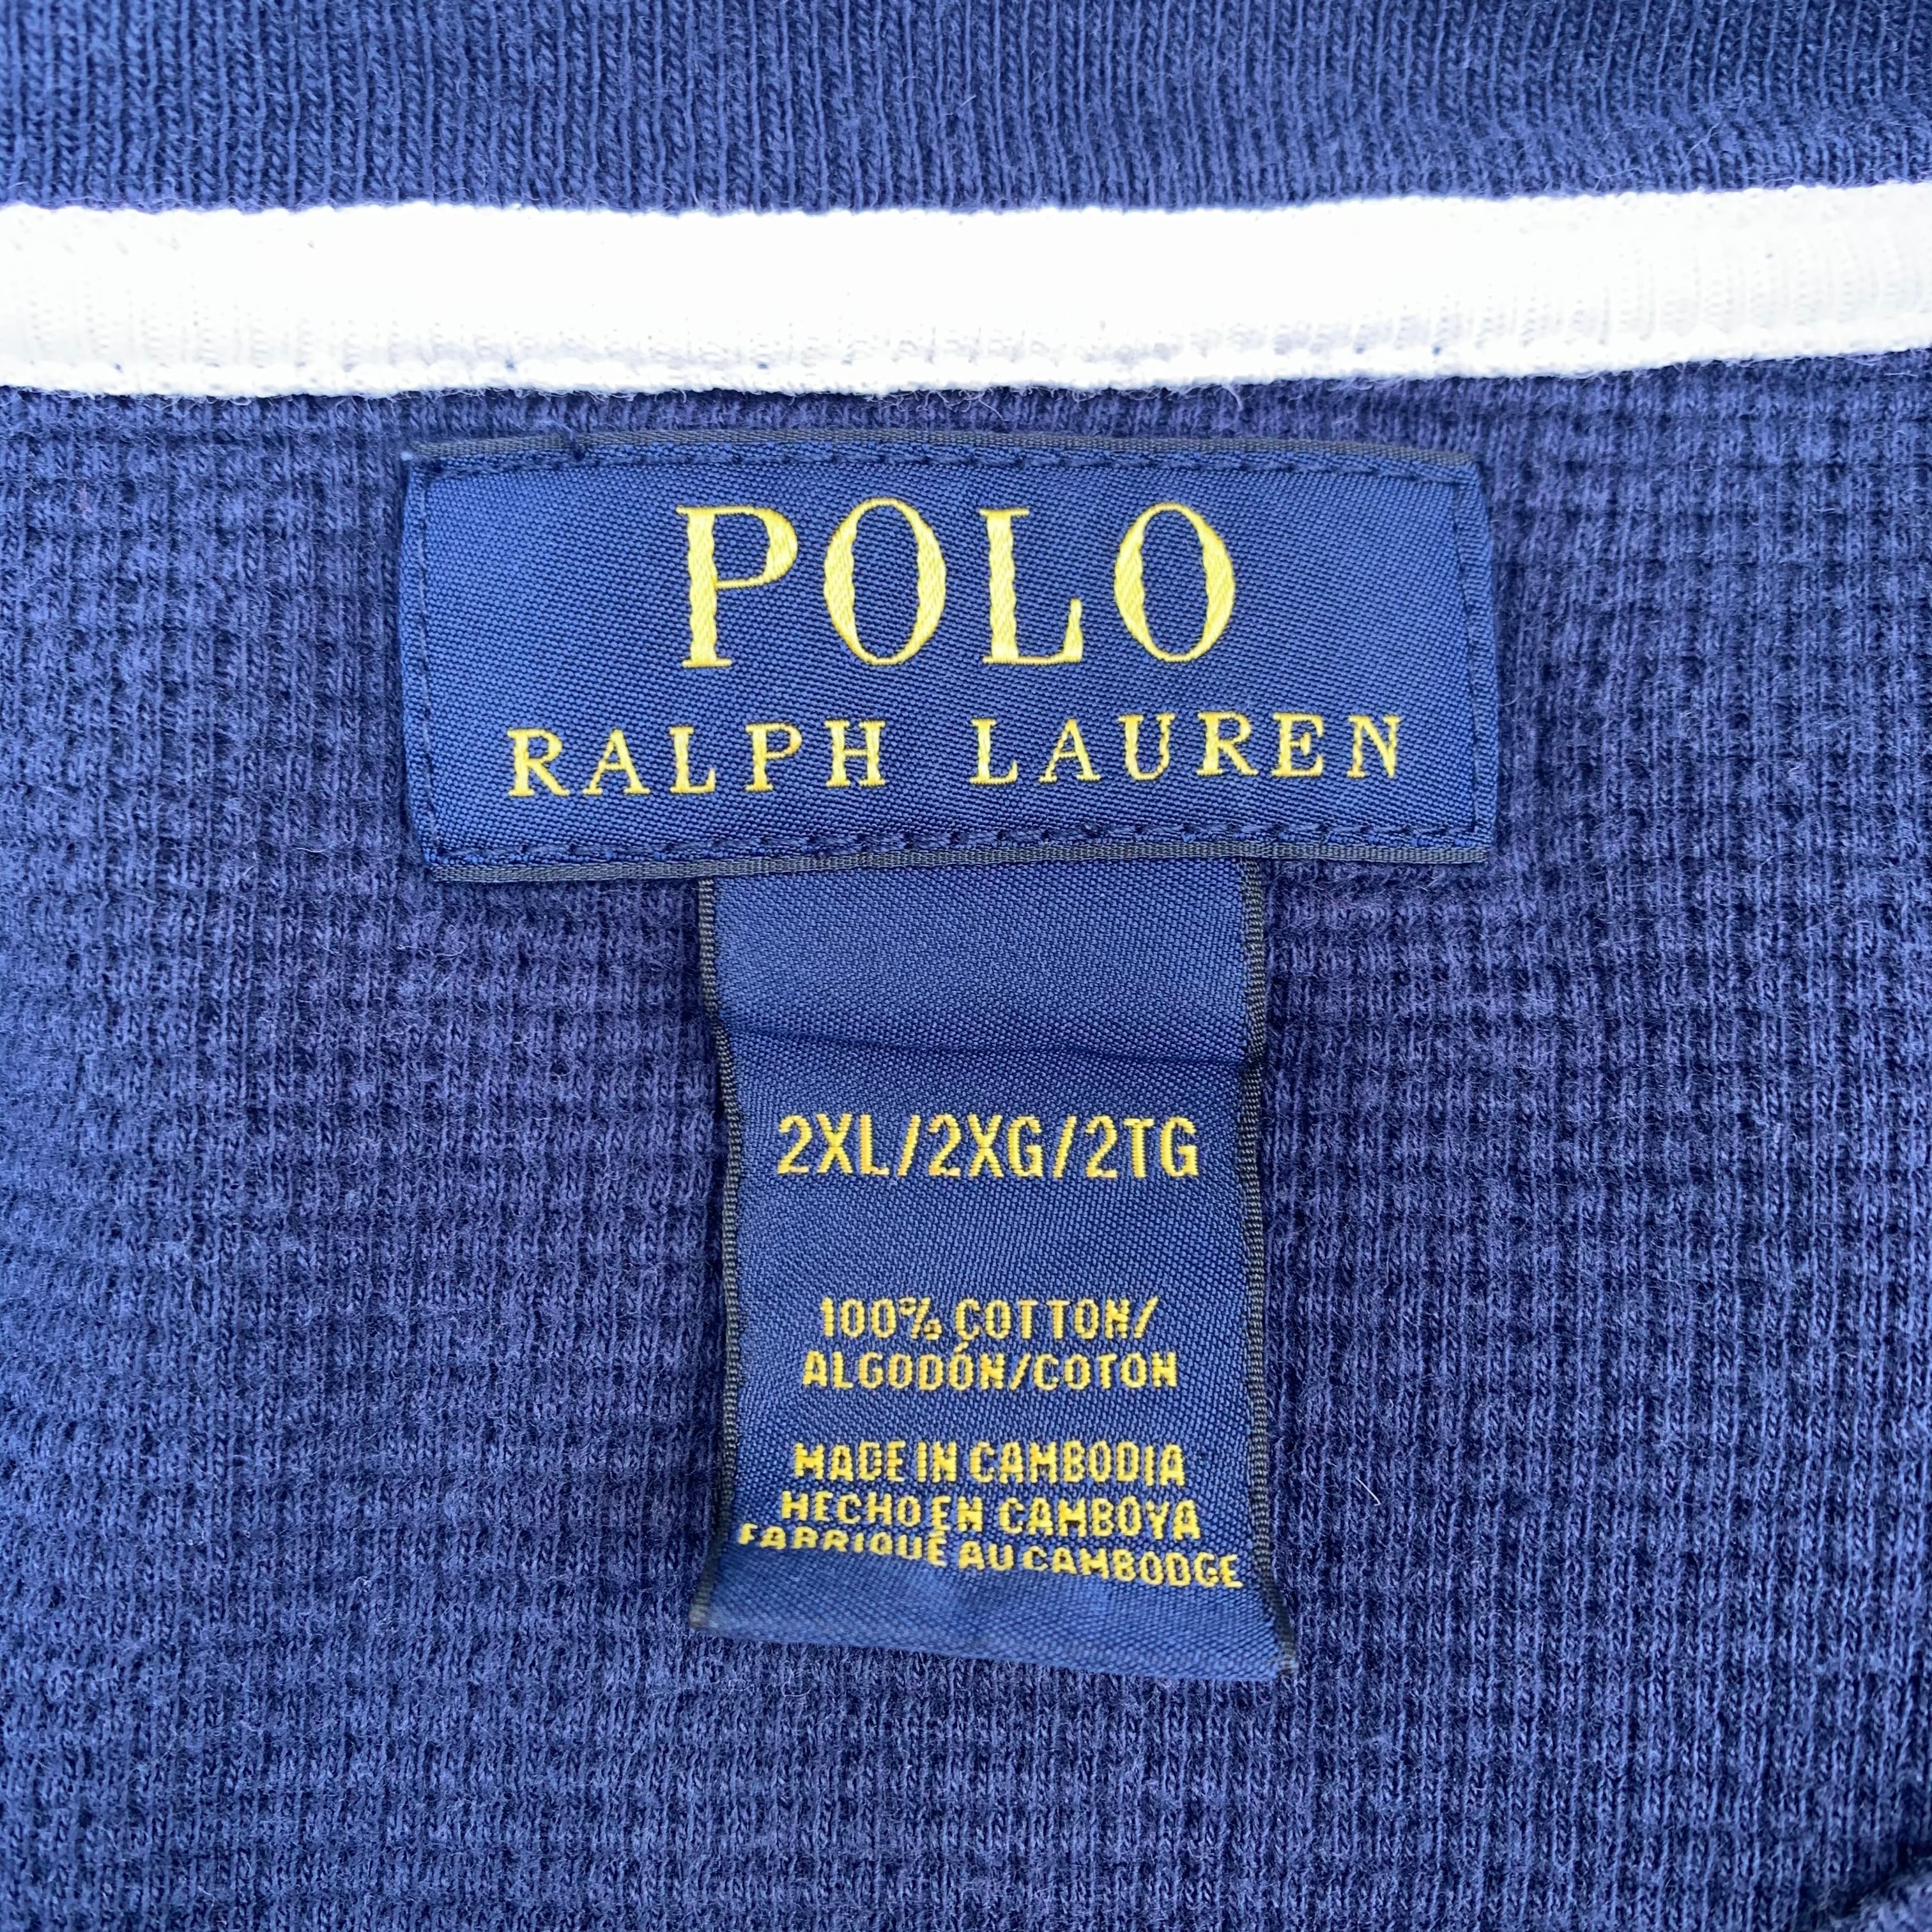 POLO
RALPH LAUREN
2XL/2XG/2TG
100% COTTON/
ALGODÓN/COTON
MADE IN CAMBODIA
HECHO EN CAMBOYA
FABRIQUÉ AU CAMBODGE